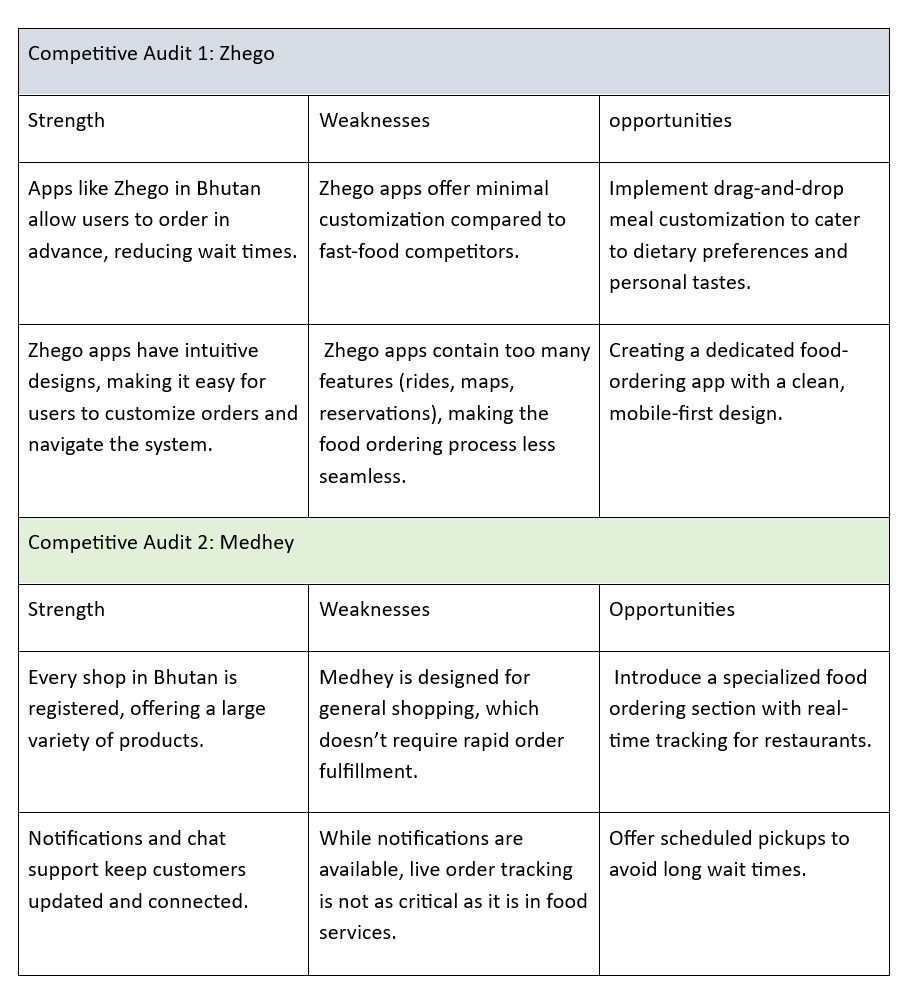 Competitive Audit 1: Zhego
Strength
Weaknesses
opportunities
Apps like Zhego in Bhutan
allow users to order in
advance, reducing wait times.
Zhego apps offer minimal
customization compared to
fast-food competitors.
Implement drag-and-drop
meal customization to cater
to dietary preferences and
personal tastes.
Zhego apps have intuitive
designs, making it easy for
users to customize orders and
navigate the system.
Zhego apps contain too many
features (rides, maps,
reservations), making the
food ordering process less
seamless.
Creating a dedicated food-
ordering app with a clean,
mobile-first design.
Competitive Audit 2: Medhey
Strength
Weaknesses
Opportunities
Every shop in Bhutan is
registered, offering a large
variety of products.
Medhey is designed for
general shopping, which
doesn’t require rapid order
fulfillment.
Introduce a specialized food
ordering section with real-
time tracking for restaurants.
Notifications and chat
support keep customers
updated and connected.
While notifications are
available, live order tracking
is not as critical as it is in food
services.
Offer scheduled pickups to
avoid long wait times.